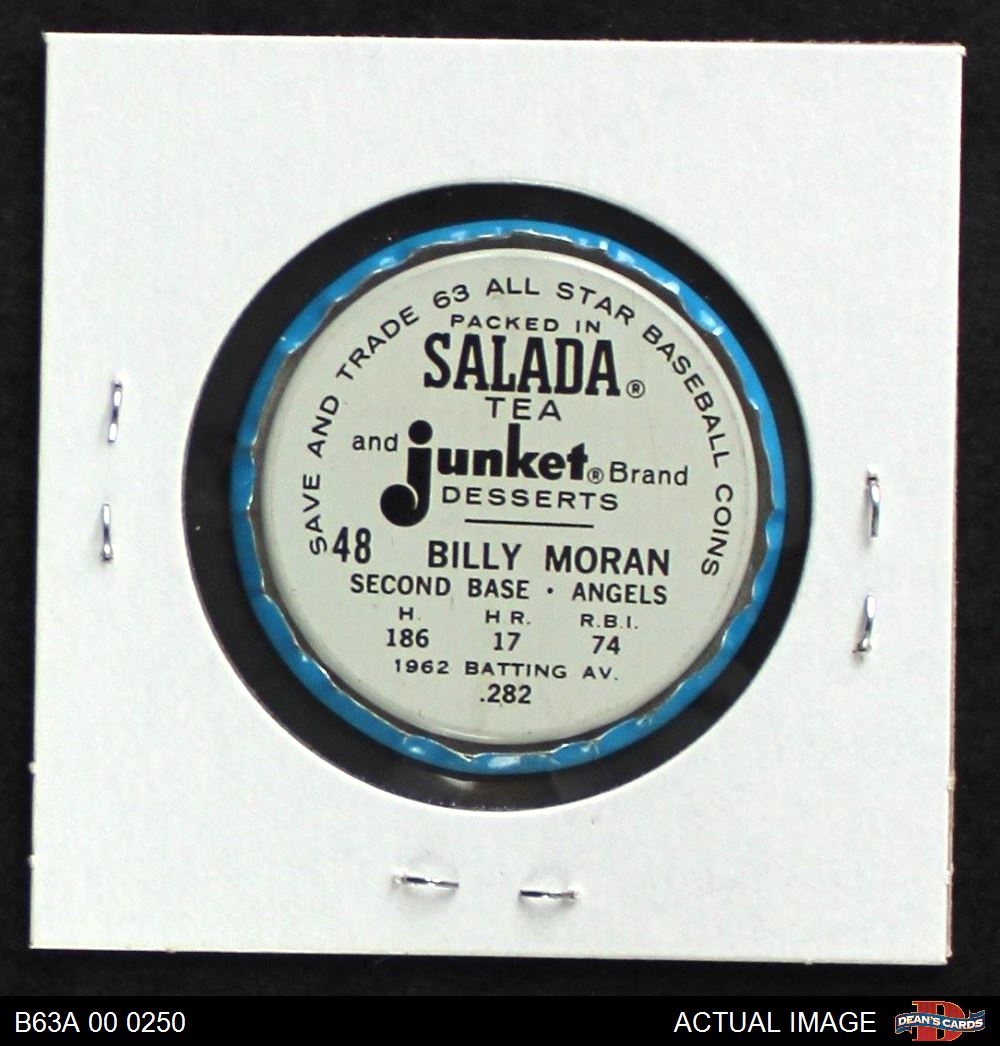 SAVE AND TRADE 63 ALL STAR BASEBALL COINS
PACKED IN
SALADA®
TEA
and junket® Brand
DESSERTS
48 BILLY MORAN
SECOND BASE · ANGELS
H. HR. R.B.I.
186 17 74
1962 BATTING AV.
.282
B63A 00 0250 ACTUAL IMAGE DEAN'S CARDS